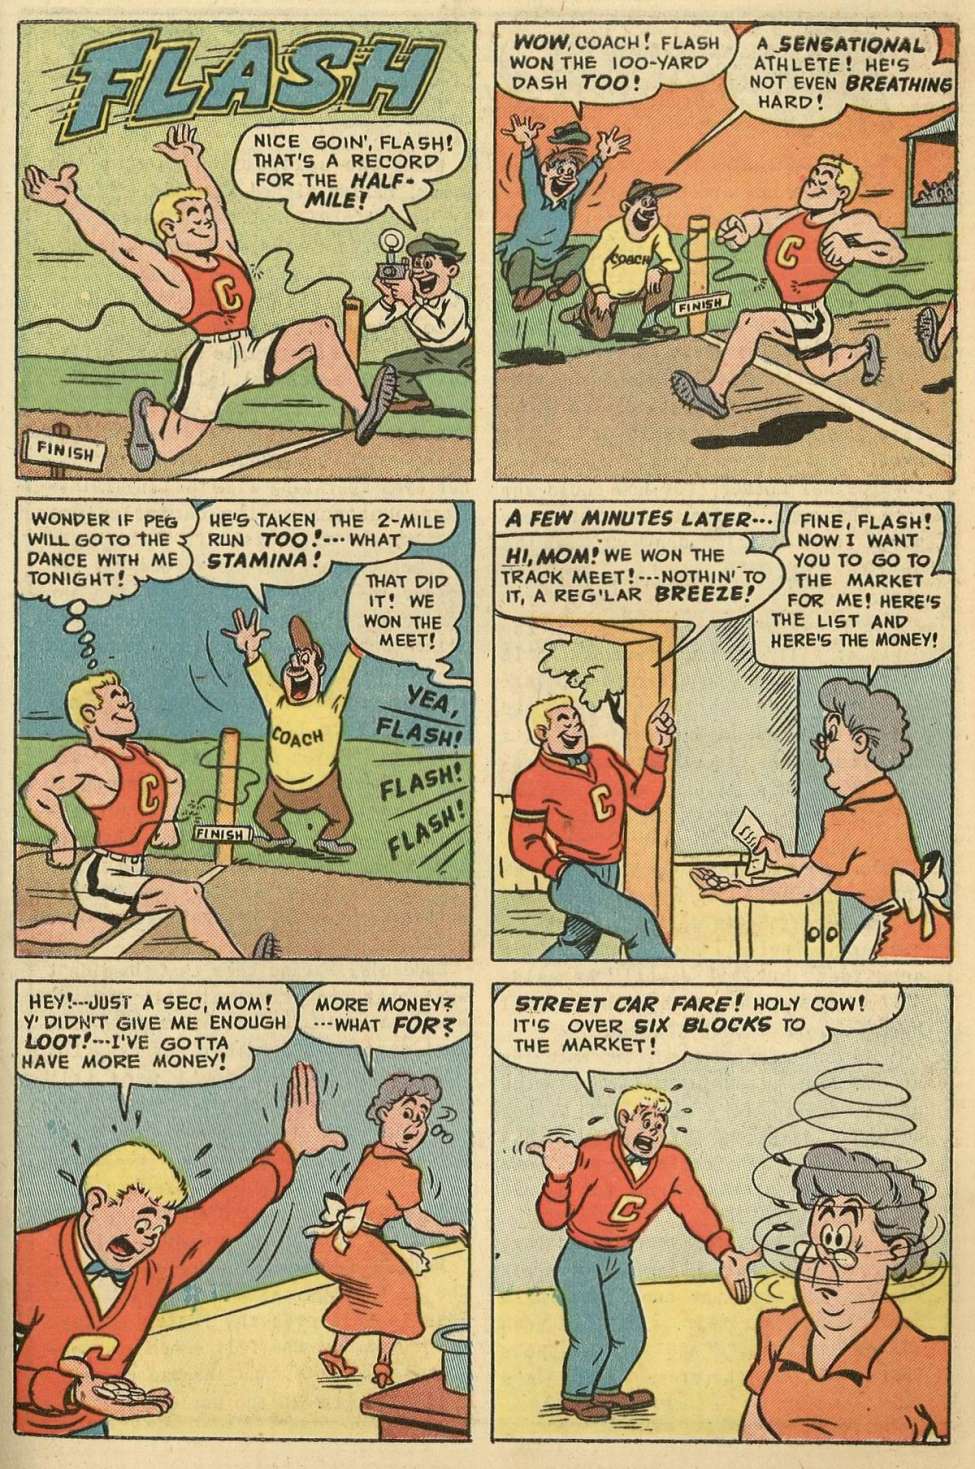 FLASH
NICE GOIN', FLASH!
THAT'S A RECORD
FOR THE HALF-
MILE!
C
FINISH
WOW, COACH! FLASH
WON THE 100-YARD
DASH TOO!
A SENSATIONAL
ATHLETE! HE'S
NOT EVEN BREATHING
HARD!
COACH
C
FINISH
WONDER IF PEG
WILL GO TO THE
DANCE WITH ME
TONIGHT!
HE'S TAKEN THE 2-MILE
RUN TOO!---WHAT
STAMINA!
THAT DID
IT! WE
WON THE
MEET!
YEA,
FLASH!
FLASH!
FLASH!
COACH
C
FINISH
A FEW MINUTES LATER...
HI, MOM! WE WON THE
TRACK MEET!---NOTHIN' TO
IT, A REG'LAR BREEZE!
FINE, FLASH!
NOW I WANT
YOU TO GO TO
THE MARKET
FOR ME! HERE'S
THE LIST AND
HERE'S THE MONEY!
C
HEY!---JUST A SEC, MOM!
Y' DIDN'T GIVE ME ENOUGH
LOOT!---I'VE GOTTA
HAVE MORE MONEY!
MORE MONEY?
---WHAT FOR?
C
STREET CAR FARE! HOLY COW!
IT'S OVER SIX BLOCKS TO
THE MARKET!
C